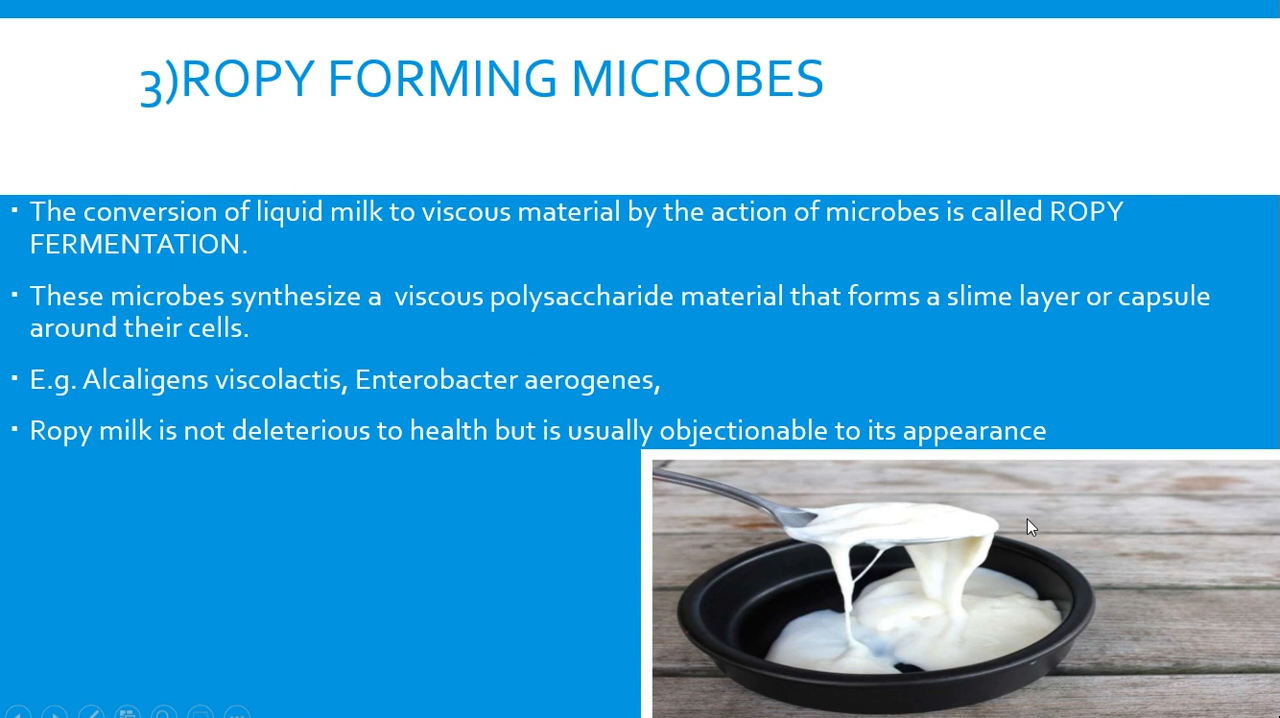 3)ROPY FORMING MICROBES
▪ The conversion of liquid milk to viscous material by the action of microbes is called ROPY
FERMENTATION.
▪ These microbes synthesize a  viscous polysaccharide material that forms a slime layer or capsule
around their cells.
▪ E.g. Alcaligens viscolactis, Enterobacter aerogenes,
▪ Ropy milk is not deleterious to health but is usually objectionable to its appearance